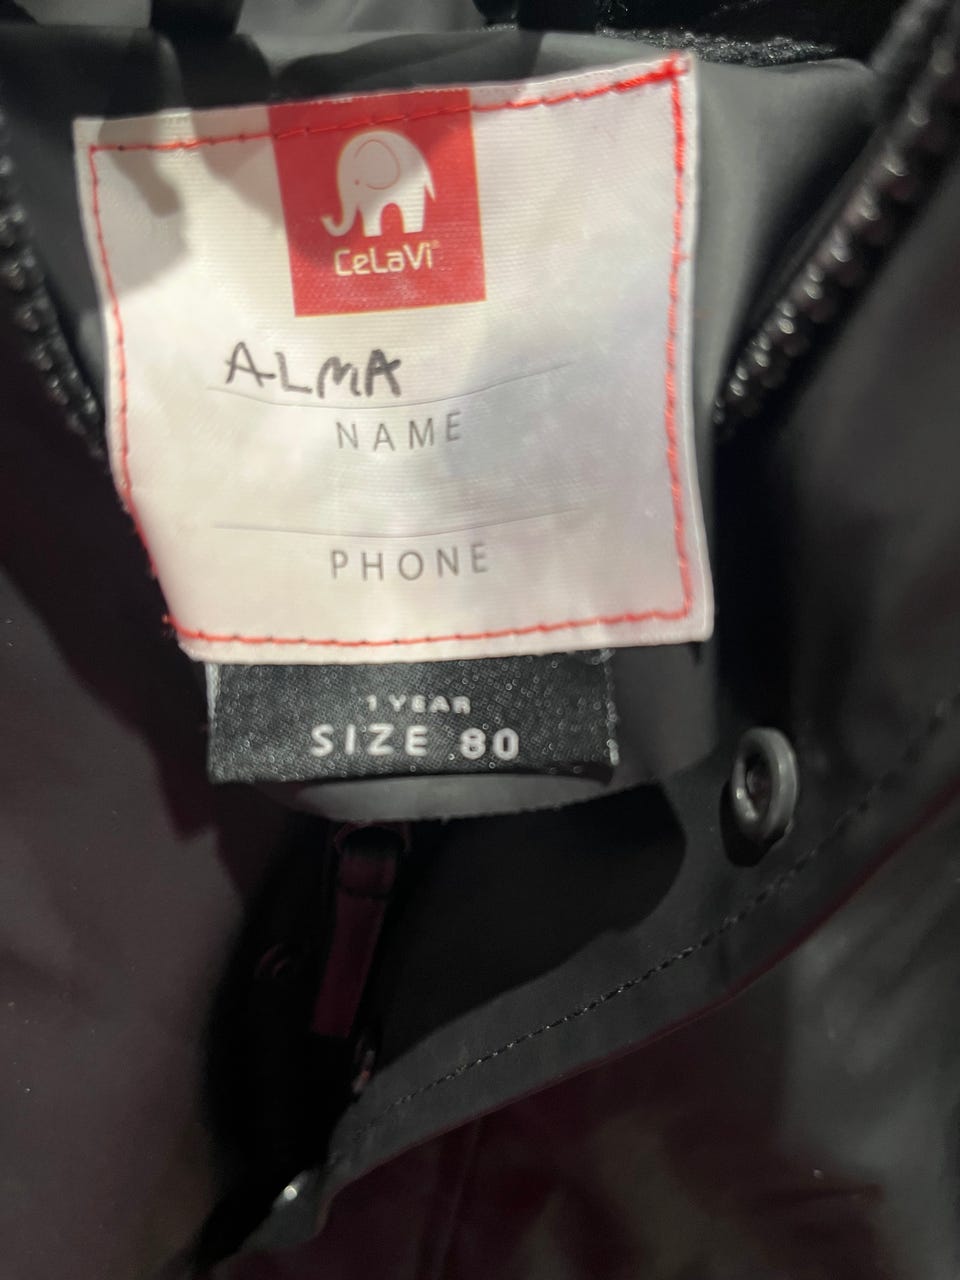 CeLaVi®
ALMA
NAME
PHONE
1 YEAR
SIZE 80